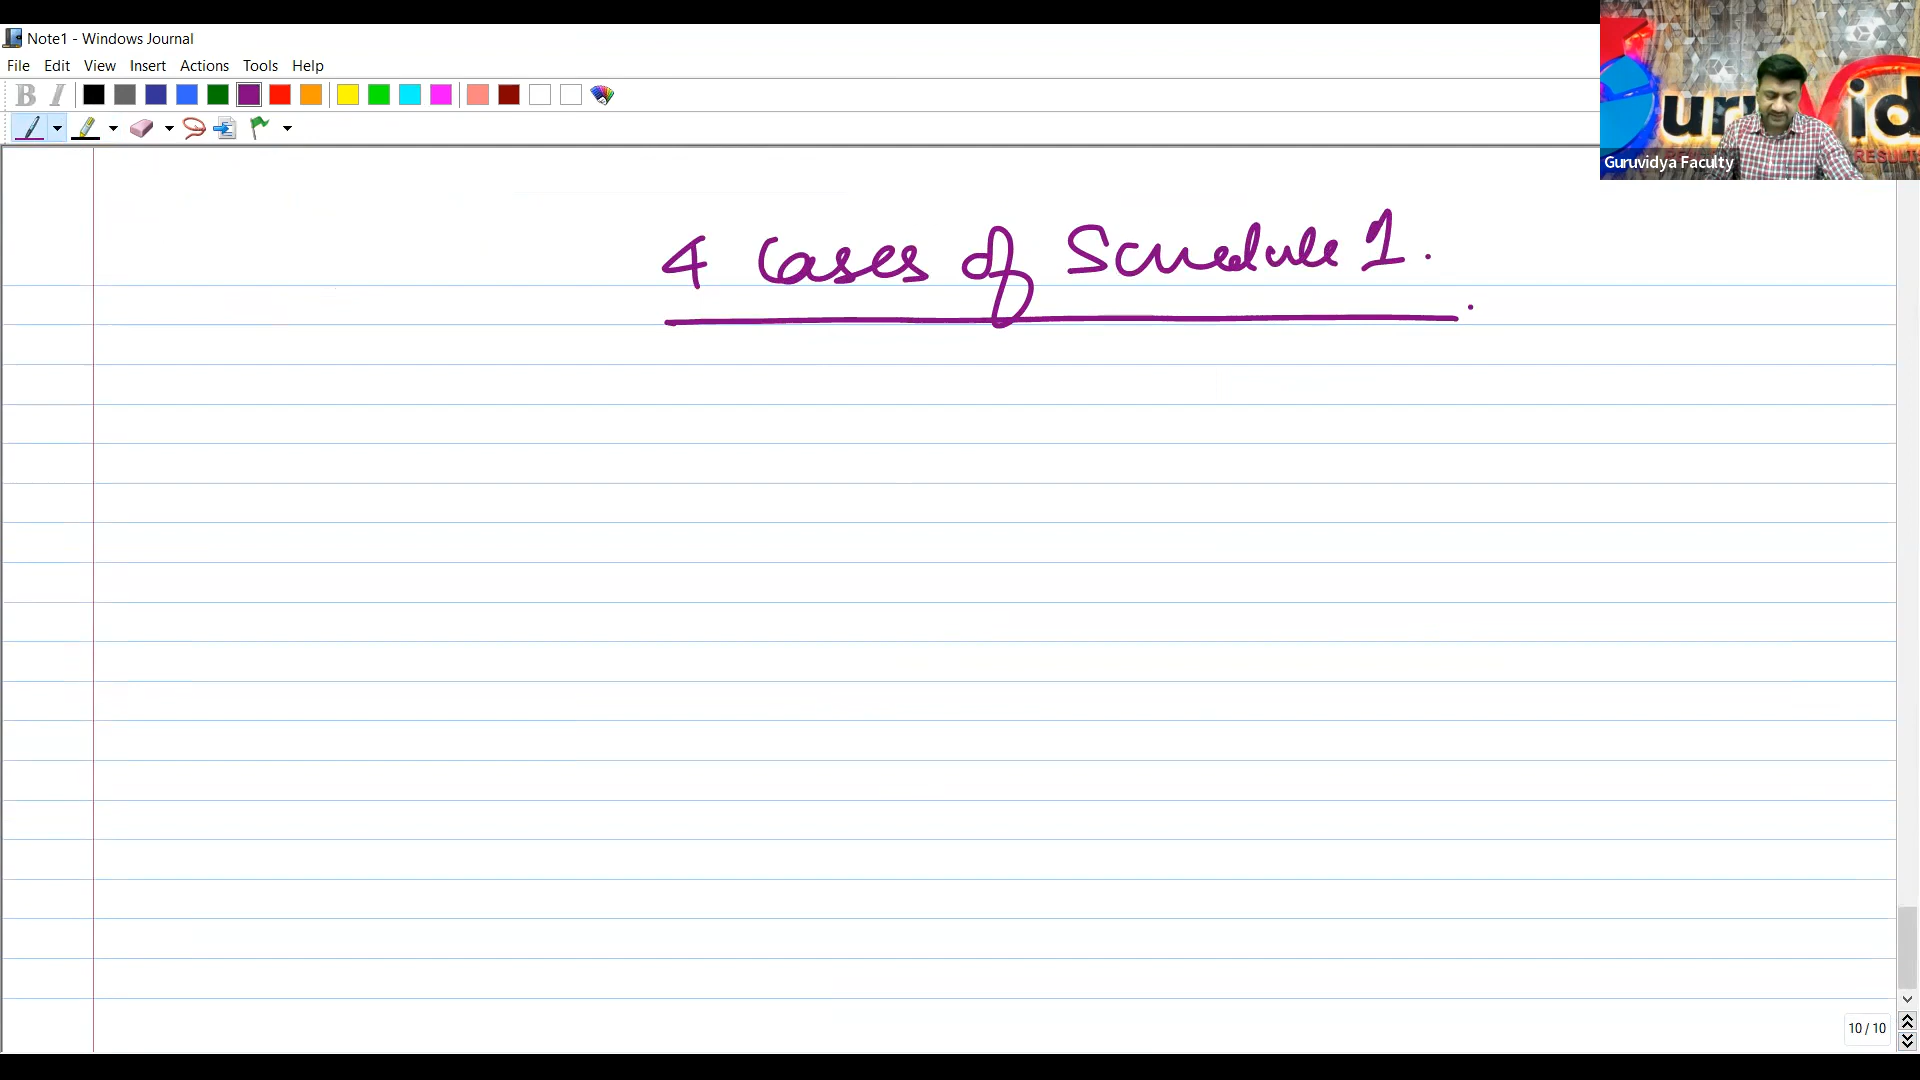 Note1 - Windows Journal
File Edit View Insert Actions Tools Help
B I
Guruvidya Faculty
4 Cases of Schedule 1.
10 / 10